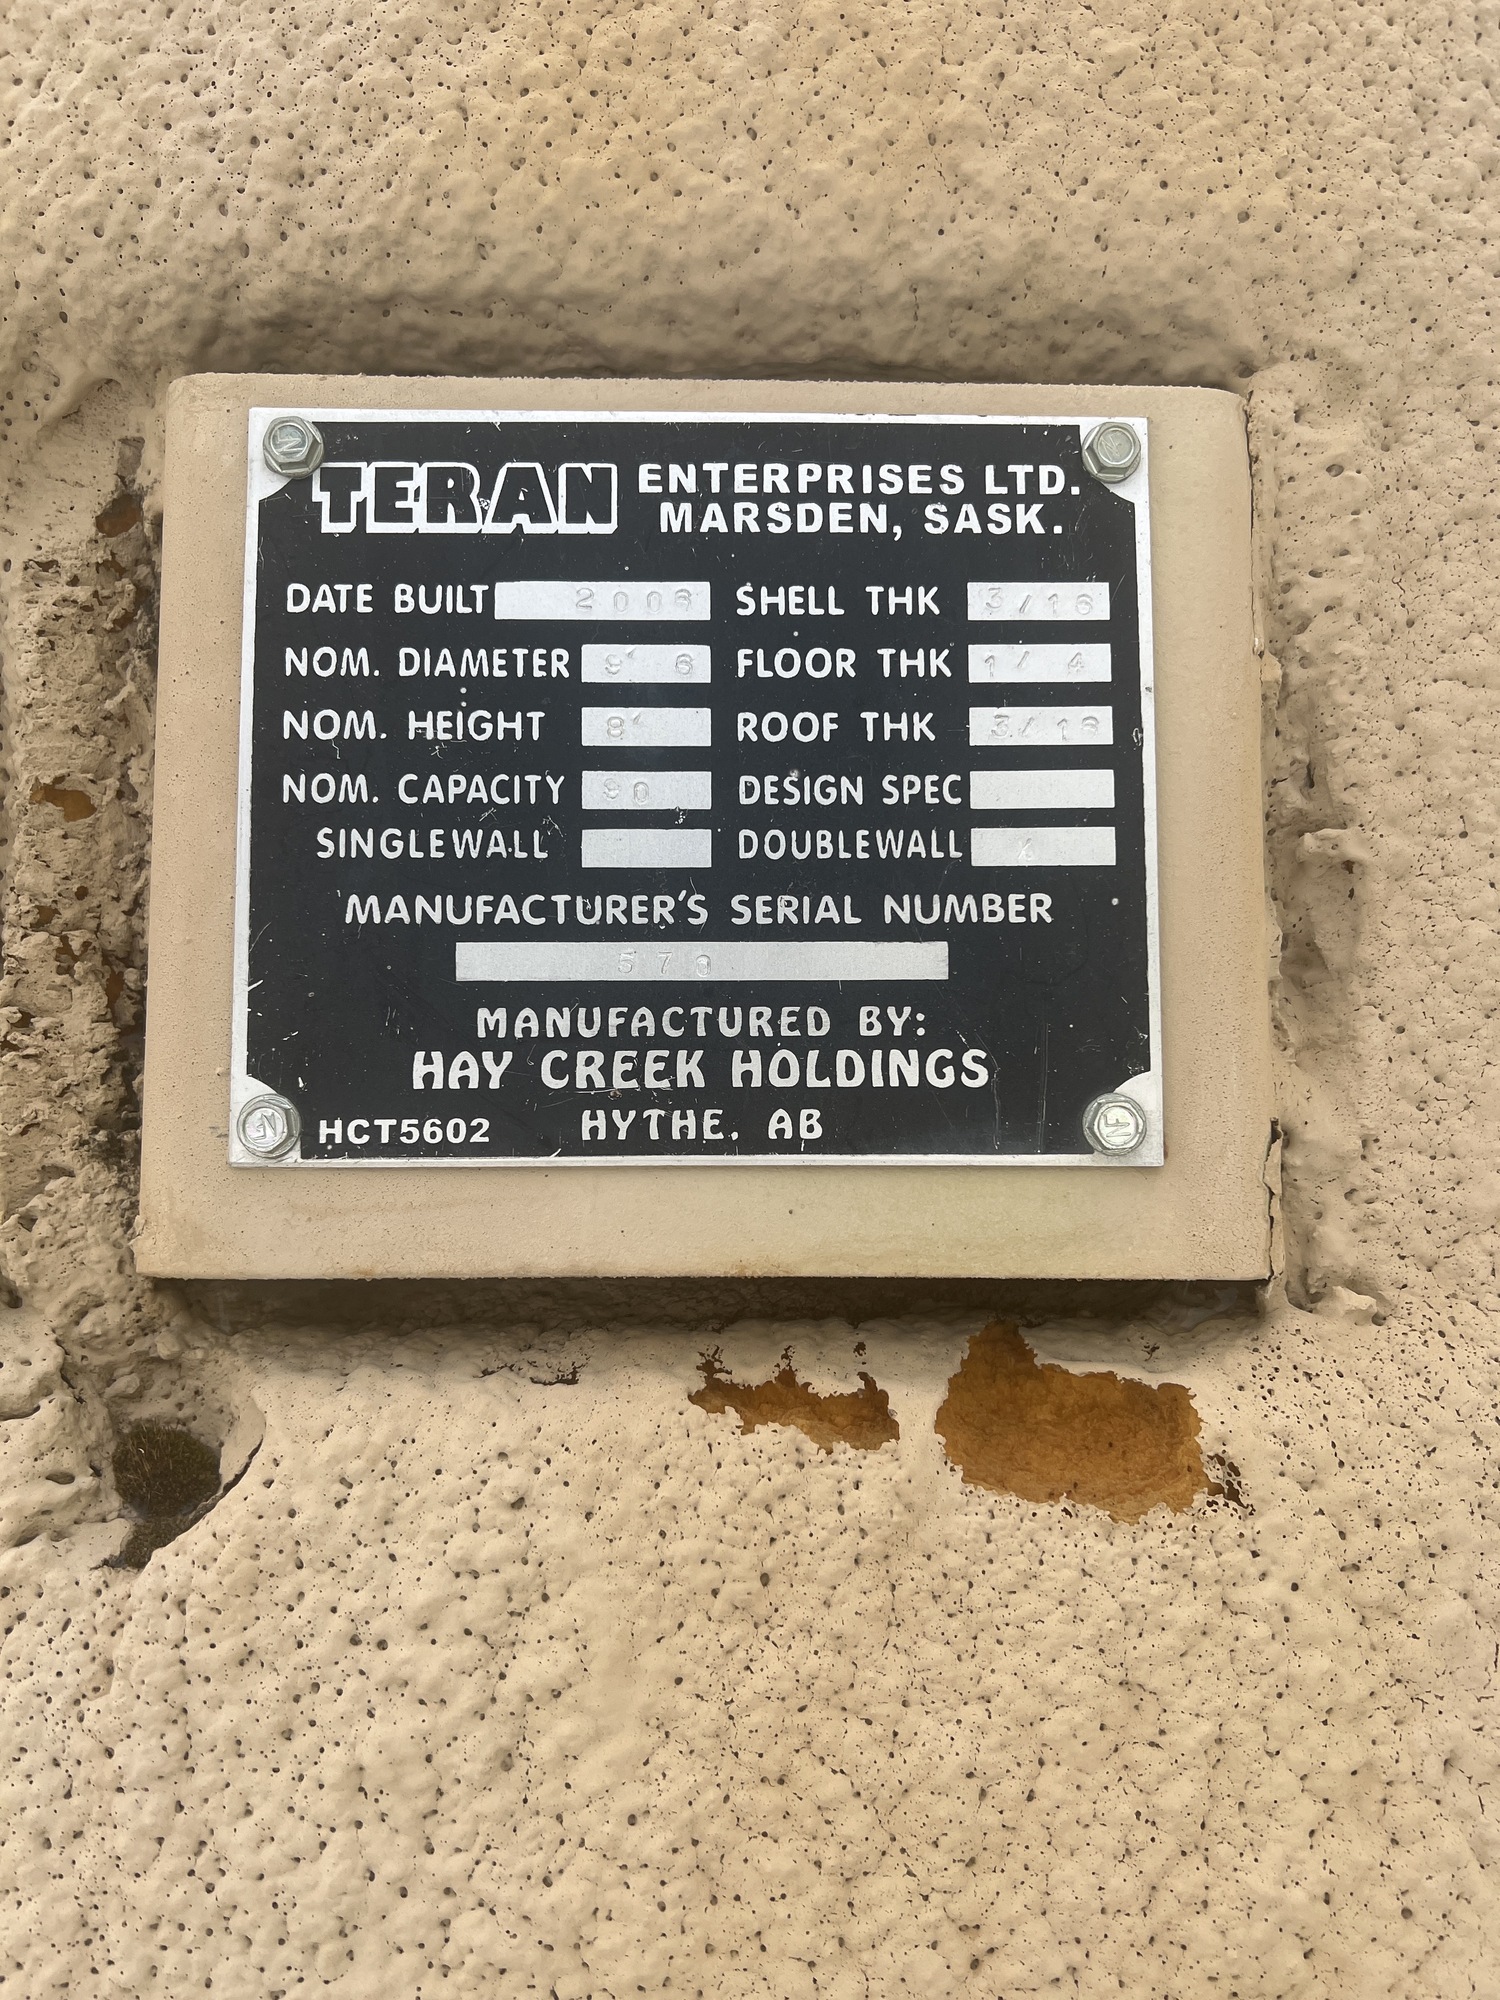 TERAN ENTERPRISES LTD.
MARSDEN, SASK.
DATE BUILT 2006 SHELL THK 3/16
NOM. DIAMETER 9' 6 FLOOR THK 1/ 4
NOM. HEIGHT 8' ROOF THK 3/16
NOM. CAPACITY 90 DESIGN SPEC
SINGLEWALL DOUBLEWALL X
MANUFACTURER'S SERIAL NUMBER
570
MANUFACTURED BY:
HAY CREEK HOLDINGS
HCT5602 HYTHE, AB